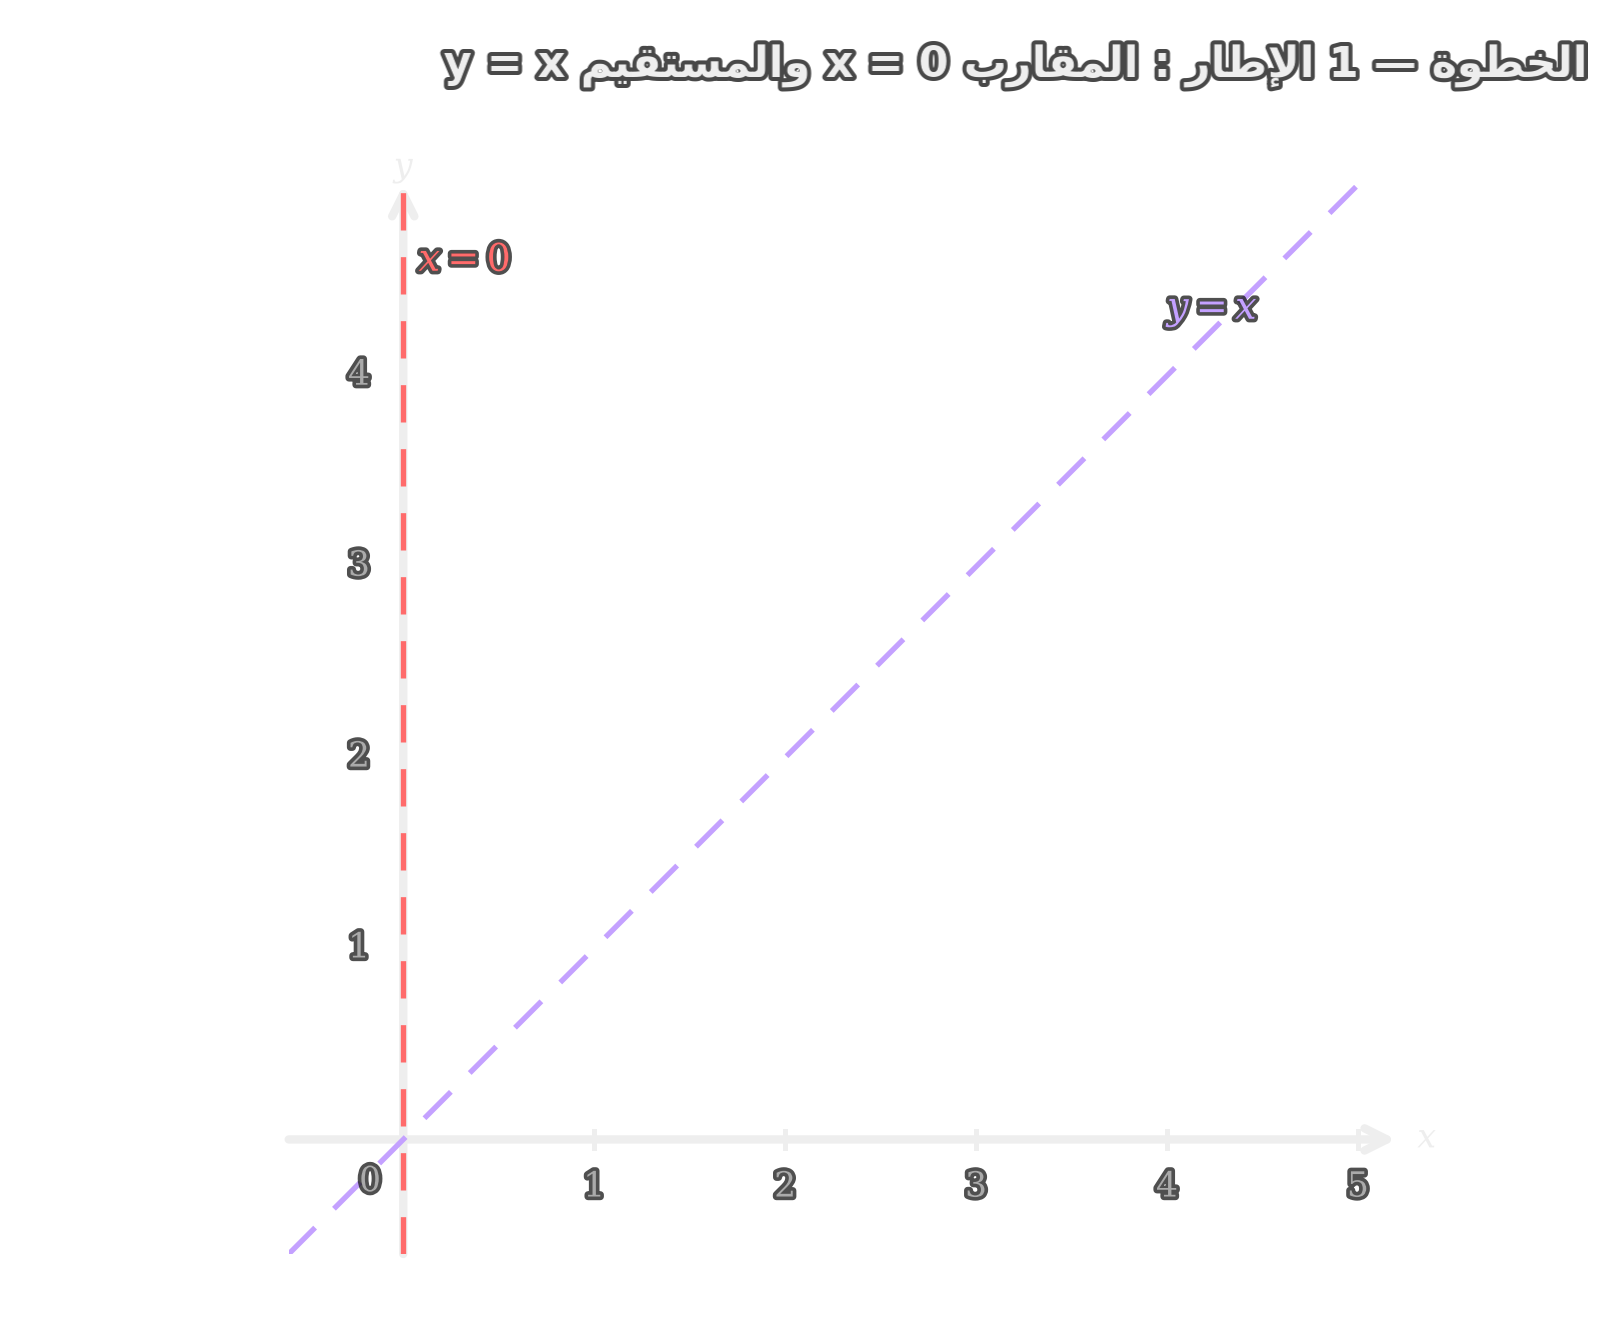 الخطوة — 1 الإطار : المقارب x = 0 والمستقيم y = x
y
x = 0
y = x
4
3
2
1
x
0
1 2 3 4 5